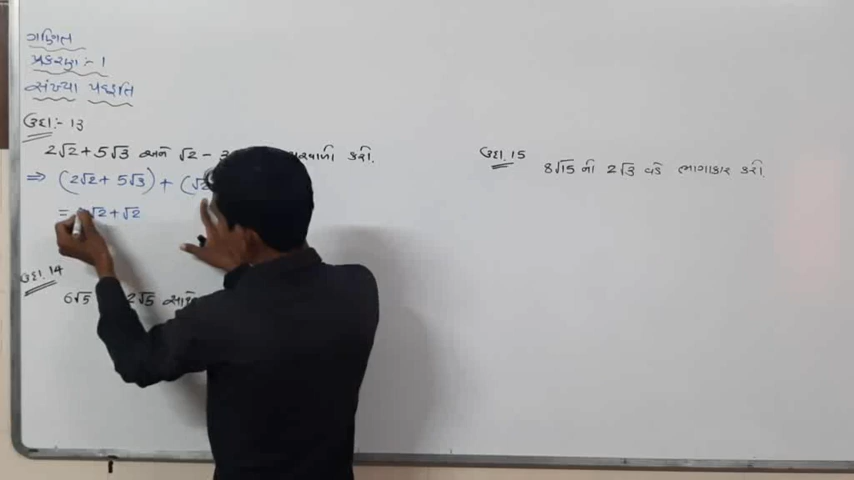 ગણિત
પ્રકરણ :- 1
સંખ્યા પદ્ધતિ
ઉદા :- 13
2√2 + 5√3 અને √2 - 3 સરવાળો કરો.
⇒ (2√2 + 5√3) + (√2
= √2 + √2
ઉદા. 14
6√5 2√5 સાથે
ઉદા. 15
8√15 નો 2√3 વડે ભાગાકાર કરો.